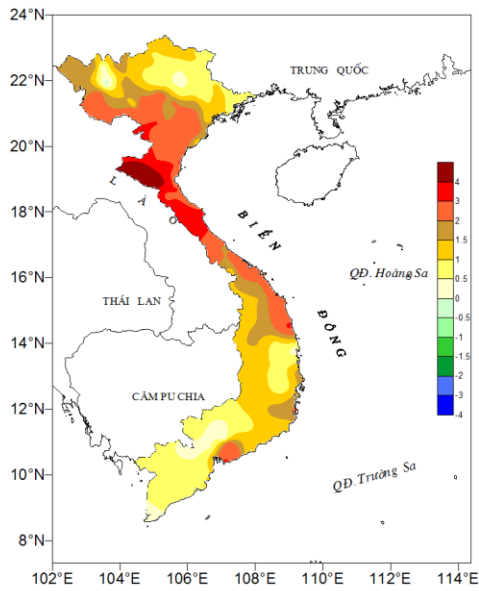 24°N
22°N
20°N
18°N
16°N
14°N
12°N
10°N
8°N
102°E 104°E 106°E 108°E 110°E 112°E 114°E
TRUNG QUỐC
LÀO
BIỂN ĐÔNG
QĐ. Hoàng Sa
THÁI LAN
CĂM PU CHIA
QĐ. Trường Sa
4
3
2
1.5
1
0.5
0
-0.5
-1
-1.5
-2
-3
-4